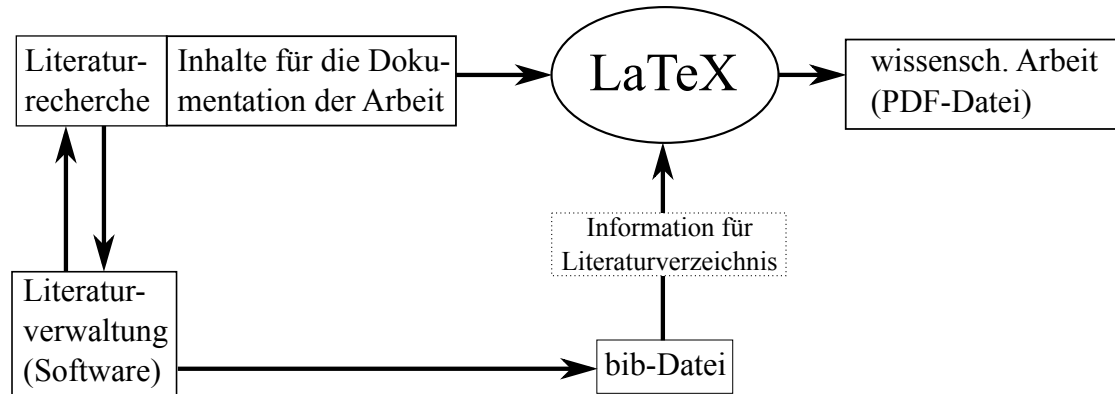 Literatur-
recherche
Inhalte für die Doku-
mentation der Arbeit
LaTeX
wissensch. Arbeit
(PDF-Datei)
Information für
Literaturverzeichnis
Literatur-
verwaltung
(Software)
bib-Datei